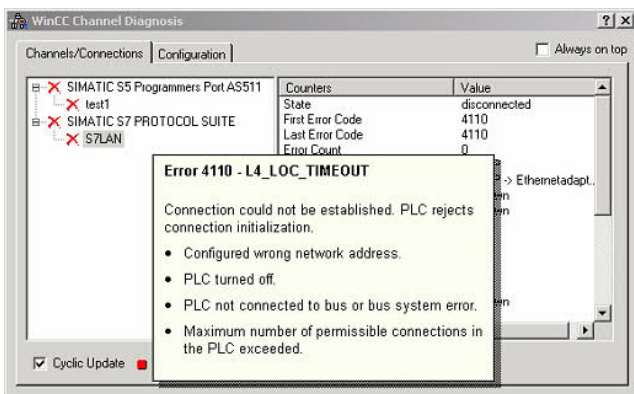 WinCC Channel Diagnosis
Channels/Connections Configuration
Always on top
SIMATIC S5 Programmers Port AS511
test1
SIMATIC S7 PROTOCOL SUITE
S7LAN
Counters Value
State disconnected
First Error Code 4110
Last Error Code 4110
Error Count 0
-> Ethernetadapt..
Error 4110 - L4_LOC_TIMEOUT
Connection could not be established. PLC rejects
connection initialization.
• Configured wrong network address.
• PLC turned off.
• PLC not connected to bus or bus system error.
• Maximum number of permissible connections in
the PLC exceeded.
Cyclic Update